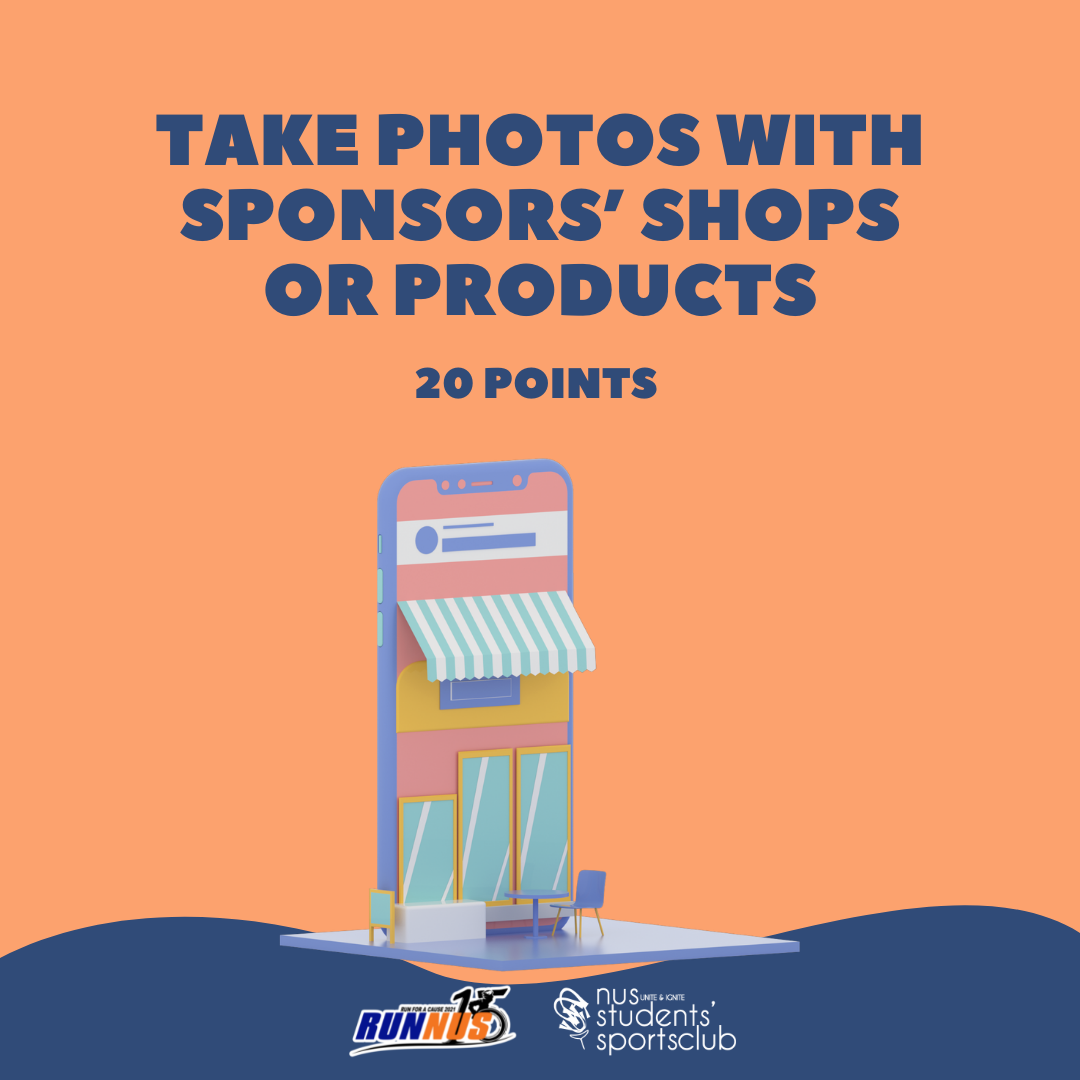 TAKE PHOTOS WITH
SPONSORS' SHOPS
OR PRODUCTS
20 POINTS
RUN FOR A CAUSE 2021
15
RUNNUS
nus UNITE & IGNITE
students'
sportsclub